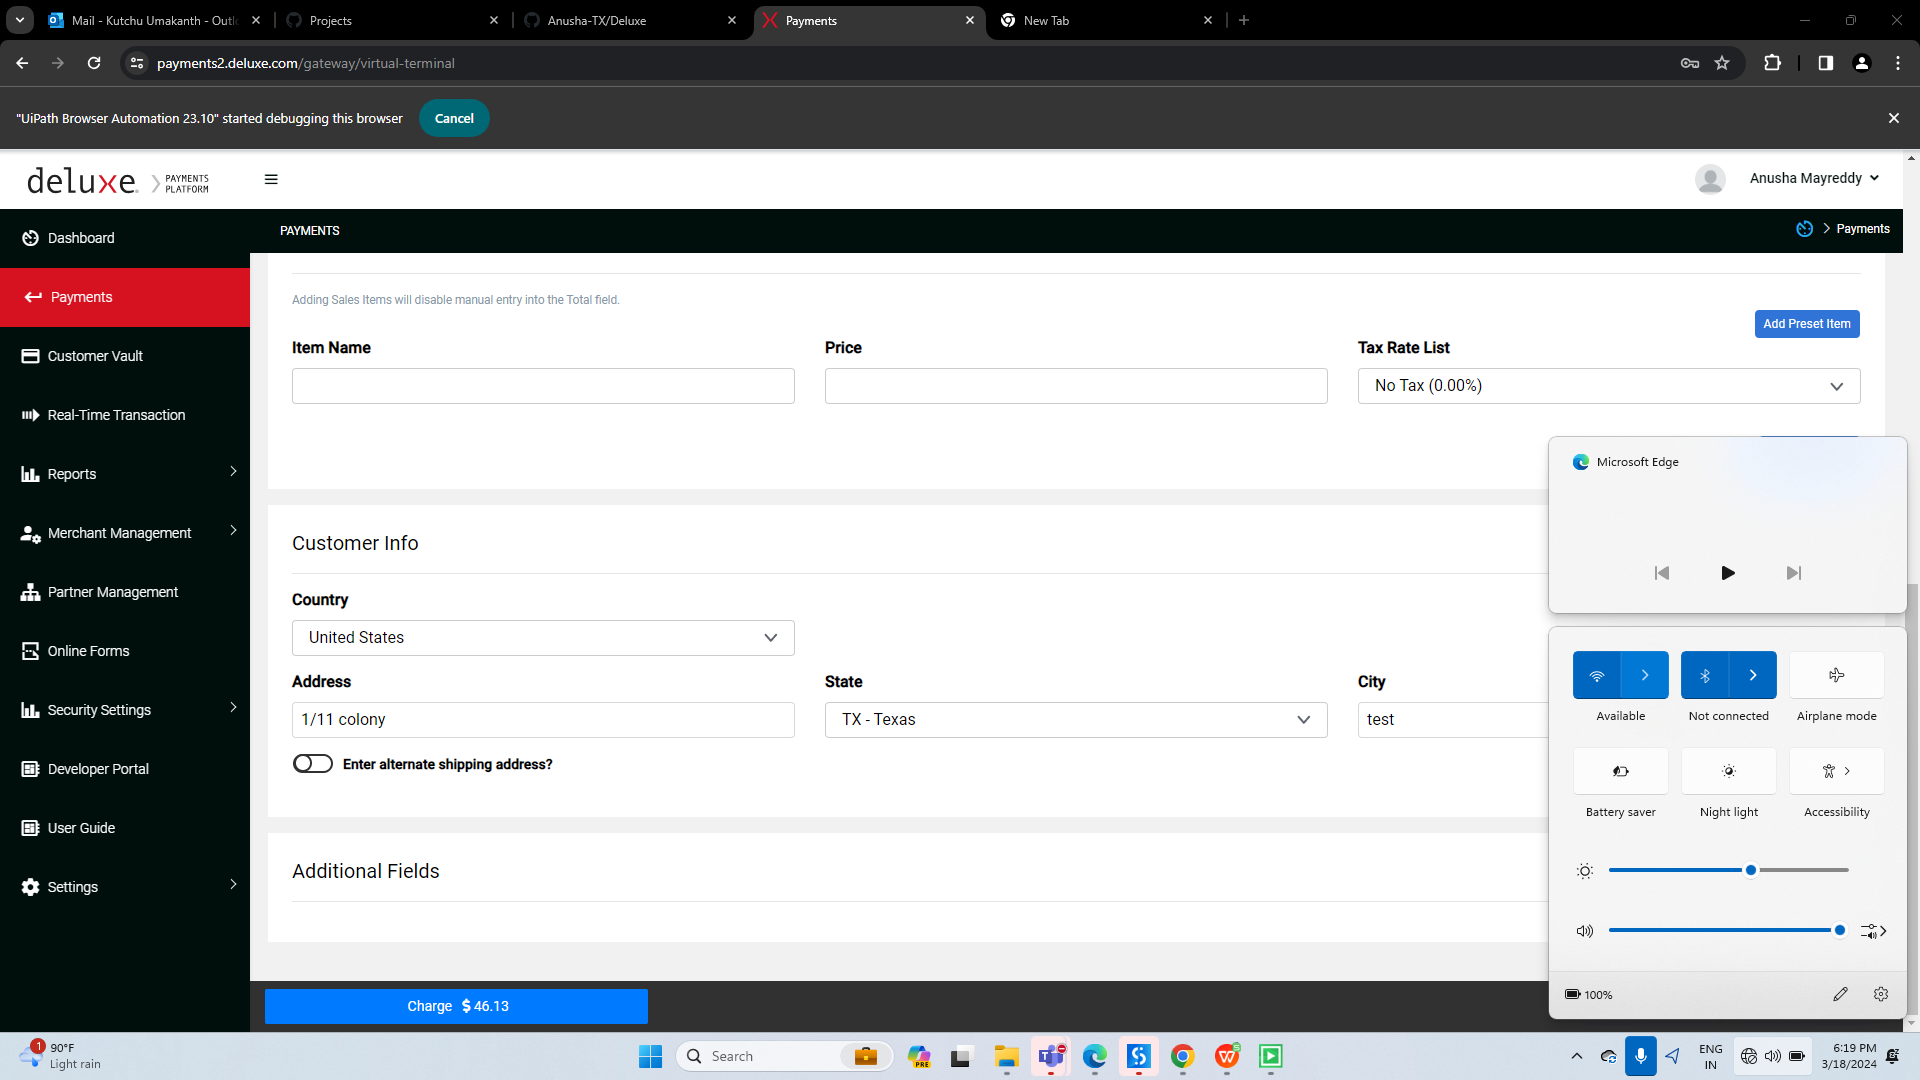 Mail - Kutchu Umakanth - Outl
Projects
Anusha-TX/Deluxe
Payments
New Tab
payments2.deluxe.com/gateway/virtual-terminal
"UiPath Browser Automation 23.10" started debugging this browser
Cancel
deluxe.
PAYMENTS
PLATFORM
Anusha Mayreddy
Dashboard
PAYMENTS
Payments
Payments
Adding Sales Items will disable manual entry into the Total field.
Add Preset Item
Item Name
Price
Tax Rate List
No Tax (0.00%)
Customer Vault
Real-Time Transaction
Reports
Merchant Management
Partner Management
Online Forms
Security Settings
Developer Portal
User Guide
Settings
Customer Info
Country
United States
Address
State
City
1/11 colony
TX - Texas
test
Enter alternate shipping address?
Additional Fields
Charge $ 46.13
Microsoft Edge
Available
Not connected
Airplane mode
Battery saver
Night light
Accessibility
100%
1
90°F
Light rain
Search
PRE
ENG
IN
6:19 PM
3/18/2024